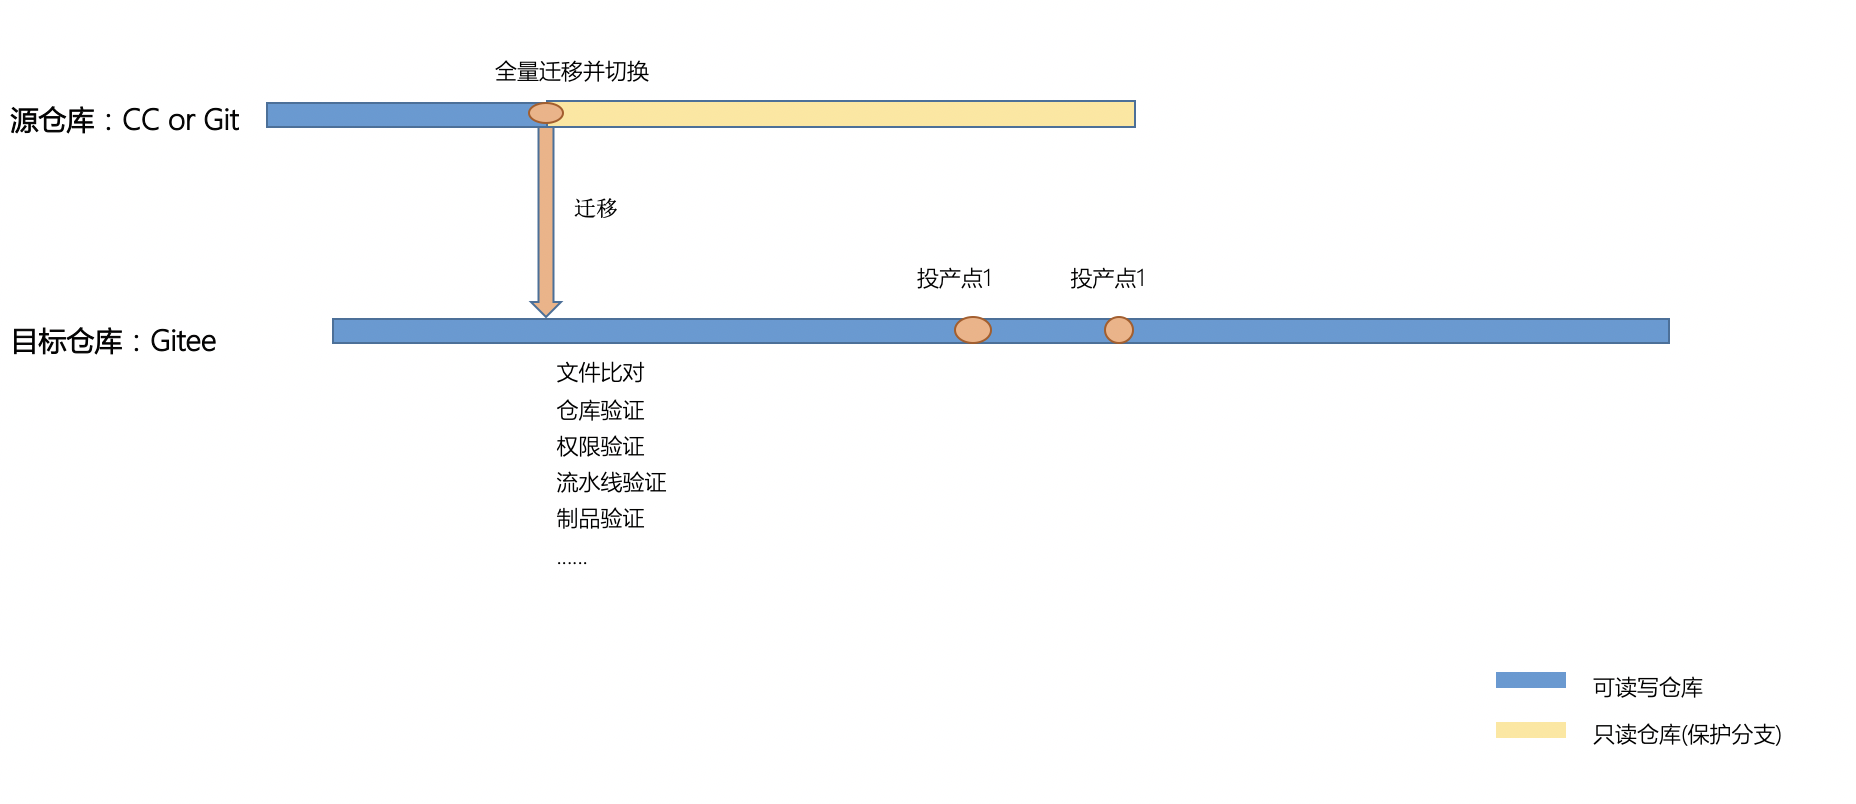 全量迁移并切换
源仓库：CC or Git
迁移
投产点1
投产点1
目标仓库：Gitee
文件比对
仓库验证
权限验证
流水线验证
制品验证
......
可读写仓库
只读仓库(保护分支)